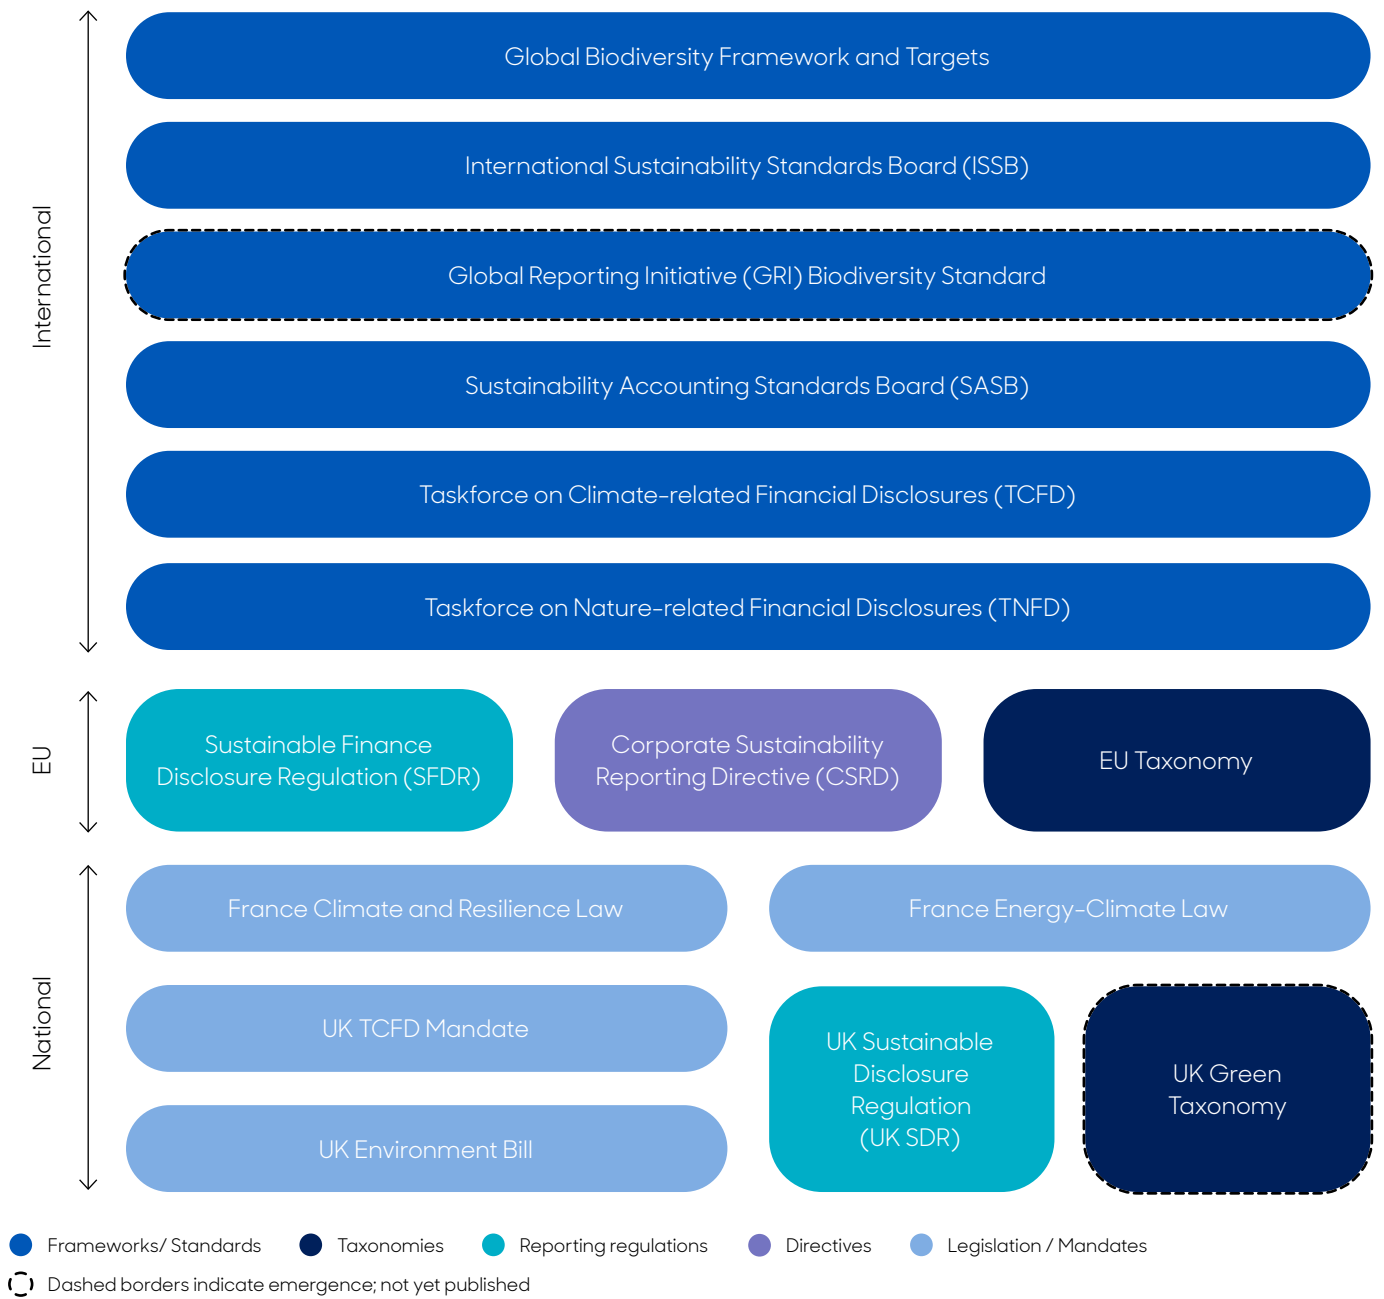 International
Global Biodiversity Framework and Targets
International Sustainability Standards Board (ISSB)
Global Reporting Initiative (GRI) Biodiversity Standard
Sustainability Accounting Standards Board (SASB)
Taskforce on Climate-related Financial Disclosures (TCFD)
Taskforce on Nature-related Financial Disclosures (TNFD)
EU
Sustainable Finance
Disclosure Regulation (SFDR)
Corporate Sustainability
Reporting Directive (CSRD)
EU Taxonomy
National
France Climate and Resilience Law
France Energy-Climate Law
UK TCFD Mandate
UK Environment Bill
UK Sustainable
Disclosure
Regulation
(UK SDR)
UK Green
Taxonomy
Frameworks/ Standards
Taxonomies
Reporting regulations
Directives
Legislation / Mandates
Dashed borders indicate emergence; not yet published